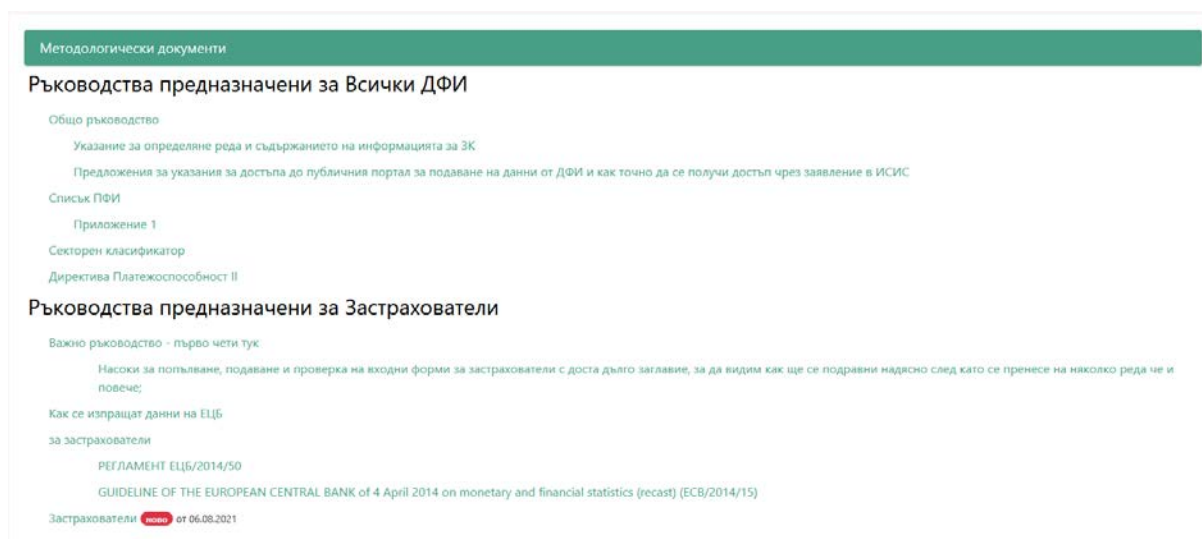 Методологически документи
Ръководства предназначени за Всички ДФИ
Общо ръководство
Указание за определяне реда и съдържанието на информацията за ЗК
Предложения за указания за достъпа до публичния портал за подаване на данни от ДФИ и как точно да се получи достъп чрез заявление в ИСИС
Списък ПФИ
Приложение 1
Секторен класификатор
Директива Платежоспособност II
Ръководства предназначени за Застрахователи
Важно ръководство - първо чети тук
Насоки за попълване, подаване и проверка на входни форми за застрахователи с доста дълго заглавие, за да видим как ще се подравни надясно след като се пренесе на няколко реда че и
повече;
Как се изпращат данни на ЕЦБ
за застрахователи
РЕГЛАМЕНТ ЕЦБ/2014/50
GUIDELINE OF THE EUROPEAN CENTRAL BANK of 4 April 2014 on monetary and financial statistics (recast) (ECB/2014/15)
Застрахователи ново от 06.08.2021